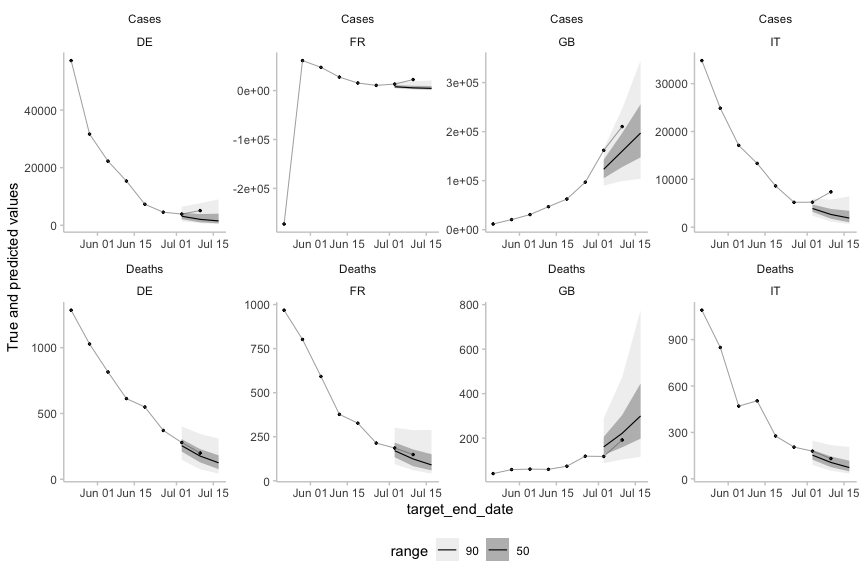 Cases Cases Cases Cases
DE FR GB IT
40000
20000
0
0e+00
-1e+05
-2e+05
3e+05
2e+05
1e+05
0e+00
30000
20000
10000
0
Jun 01 Jun 15 Jul 01 Jul 15 Jun 01 Jun 15 Jul 01 Jul 15 Jun 01 Jun 15 Jul 01 Jul 15 Jun 01 Jun 15 Jul 01 Jul 15
True and predicted values
Deaths Deaths Deaths Deaths
DE FR GB IT
1000
500
0
1000
750
500
250
0
800
600
400
200
900
600
300
0
Jun 01 Jun 15 Jul 01 Jul 15 Jun 01 Jun 15 Jul 01 Jul 15 Jun 01 Jun 15 Jul 01 Jul 15 Jun 01 Jun 15 Jul 01 Jul 15
target_end_date
range 90 50